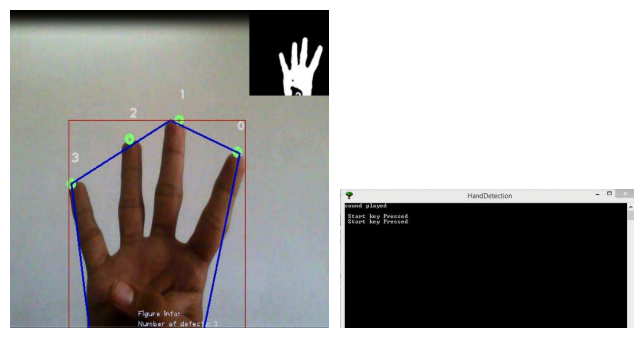 1
2
0
3
Figure Info:
Number of defects 3
HandDetection
sound played
Start key Pressed
Start key Pressed